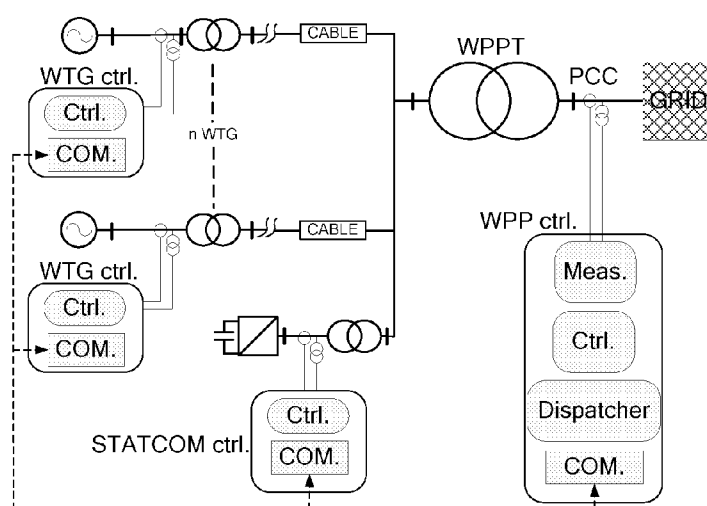 CABLE
WPPT
WTG ctrl.
PCC
GRID
Ctrl.
n WTG
COM.
CABLE
WPP ctrl.
WTG ctrl.
Meas.
Ctrl.
COM.
Ctrl.
Dispatcher
Ctrl.
STATCOM ctrl.
COM.
COM.